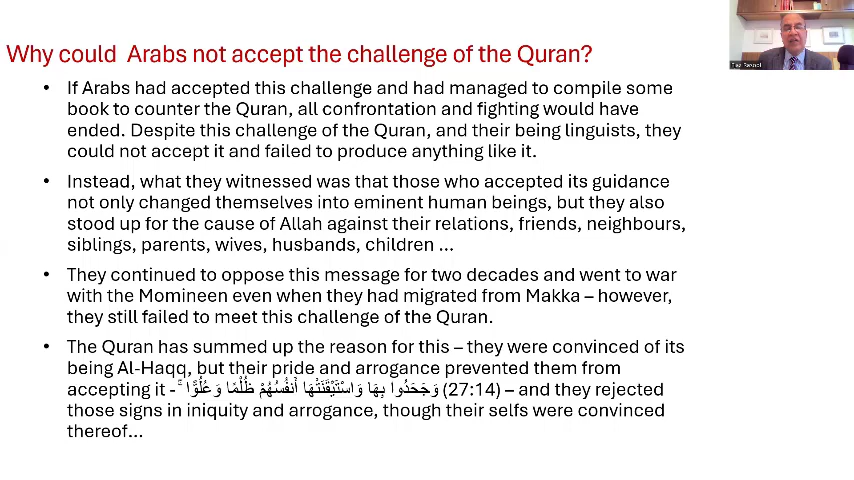 Why could Arabs not accept the challenge of the Quran?
• If Arabs had accepted this challenge and had managed to compile some
book to counter the Quran, all confrontation and fighting would have
ended. Despite this challenge of the Quran, and their being linguists, they
could not accept it and failed to produce anything like it.
• Instead, what they witnessed was that those who accepted its guidance
not only changed themselves into eminent human beings, but they also
stood up for the cause of Allah against their relations, friends, neighbours,
siblings, parents, wives, husbands, children ...
• They continued to oppose this message for two decades and went to war
with the Momineen even when they had migrated from Makka – however,
they still failed to meet this challenge of the Quran.
• The Quran has summed up the reason for this – they were convinced of its
being Al-Haqq, but their pride and arrogance prevented them from
accepting it - وَجَحَدُوا بِهَا وَاسْتَيْقَنَتْهَا أَنفُسُهُمْ ظُلْمًا وَعُلُوًّا ۚ (27:14) – and they rejected
those signs in iniquity and arrogance, though their selfs were convinced
thereof...